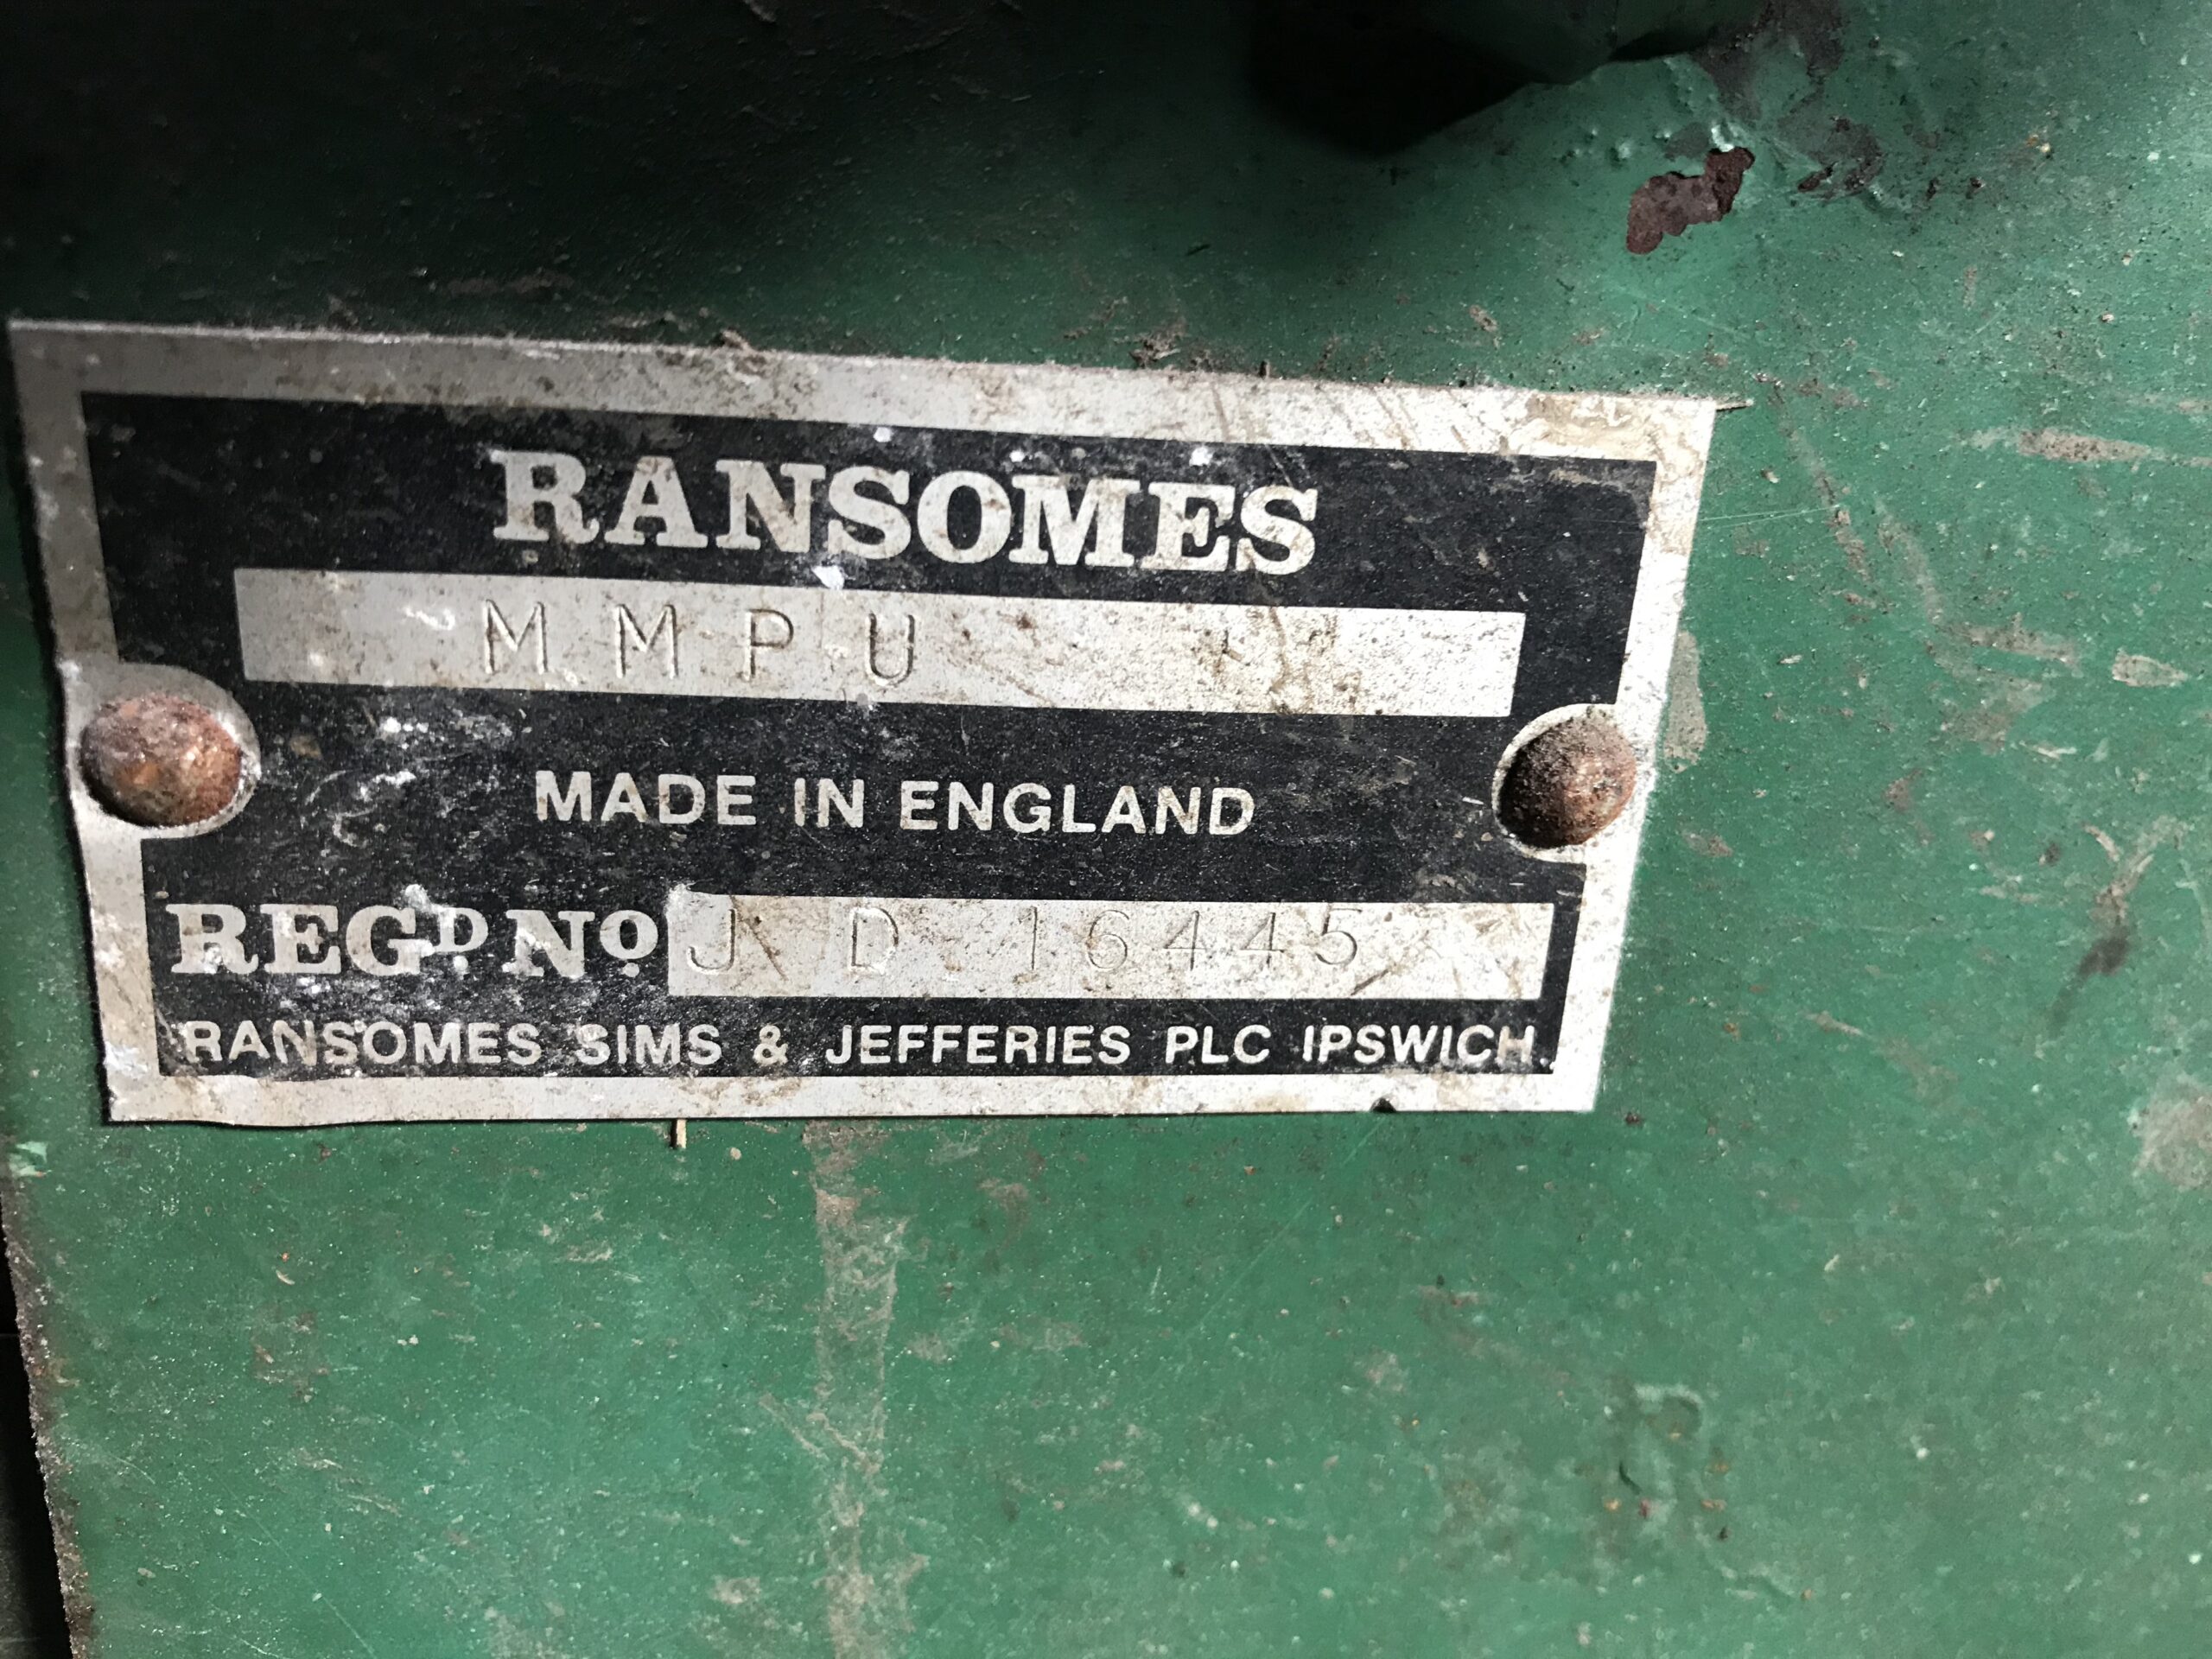 RANSOMES
MMPU
MADE IN ENGLAND
REGD No JD 16445
RANSOMES SIMS & JEFFERIES PLC IPSWICH.